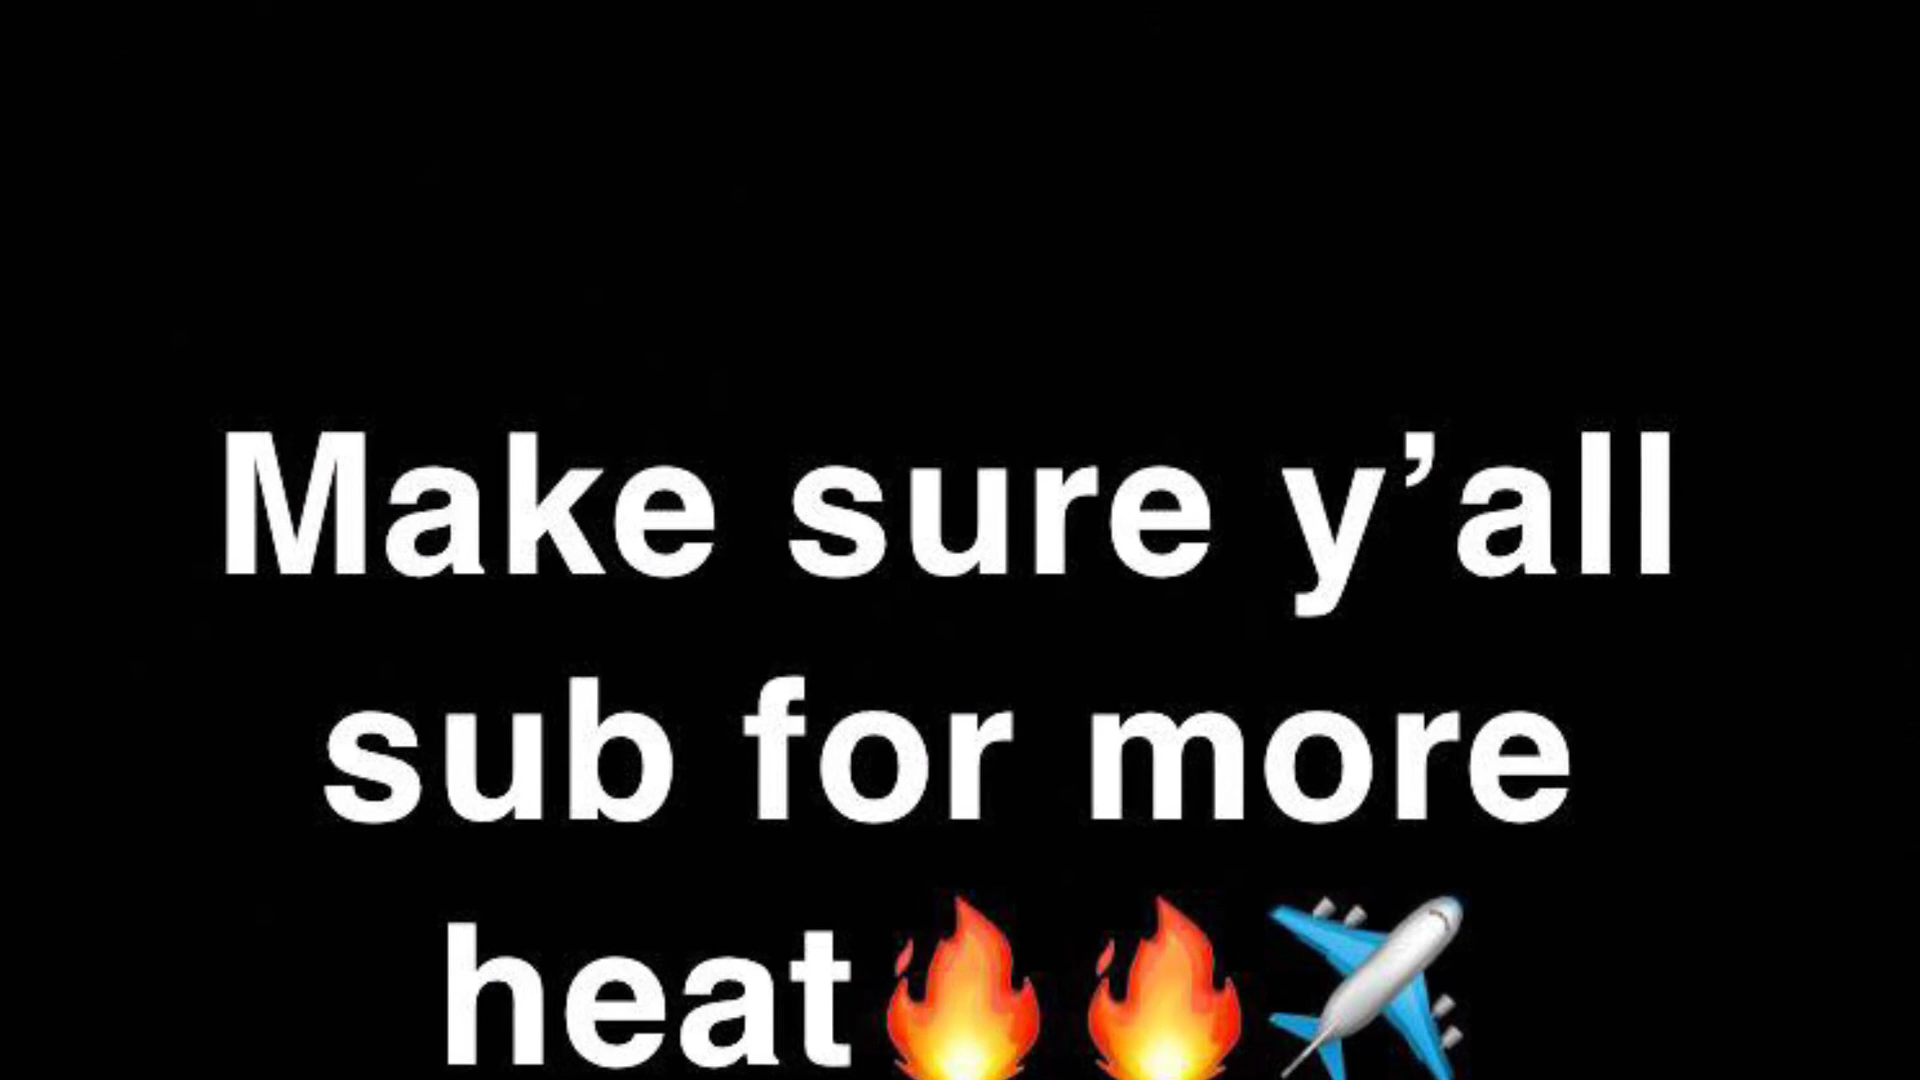 Make sure y’all
sub for more
heat🔥🔥✈️